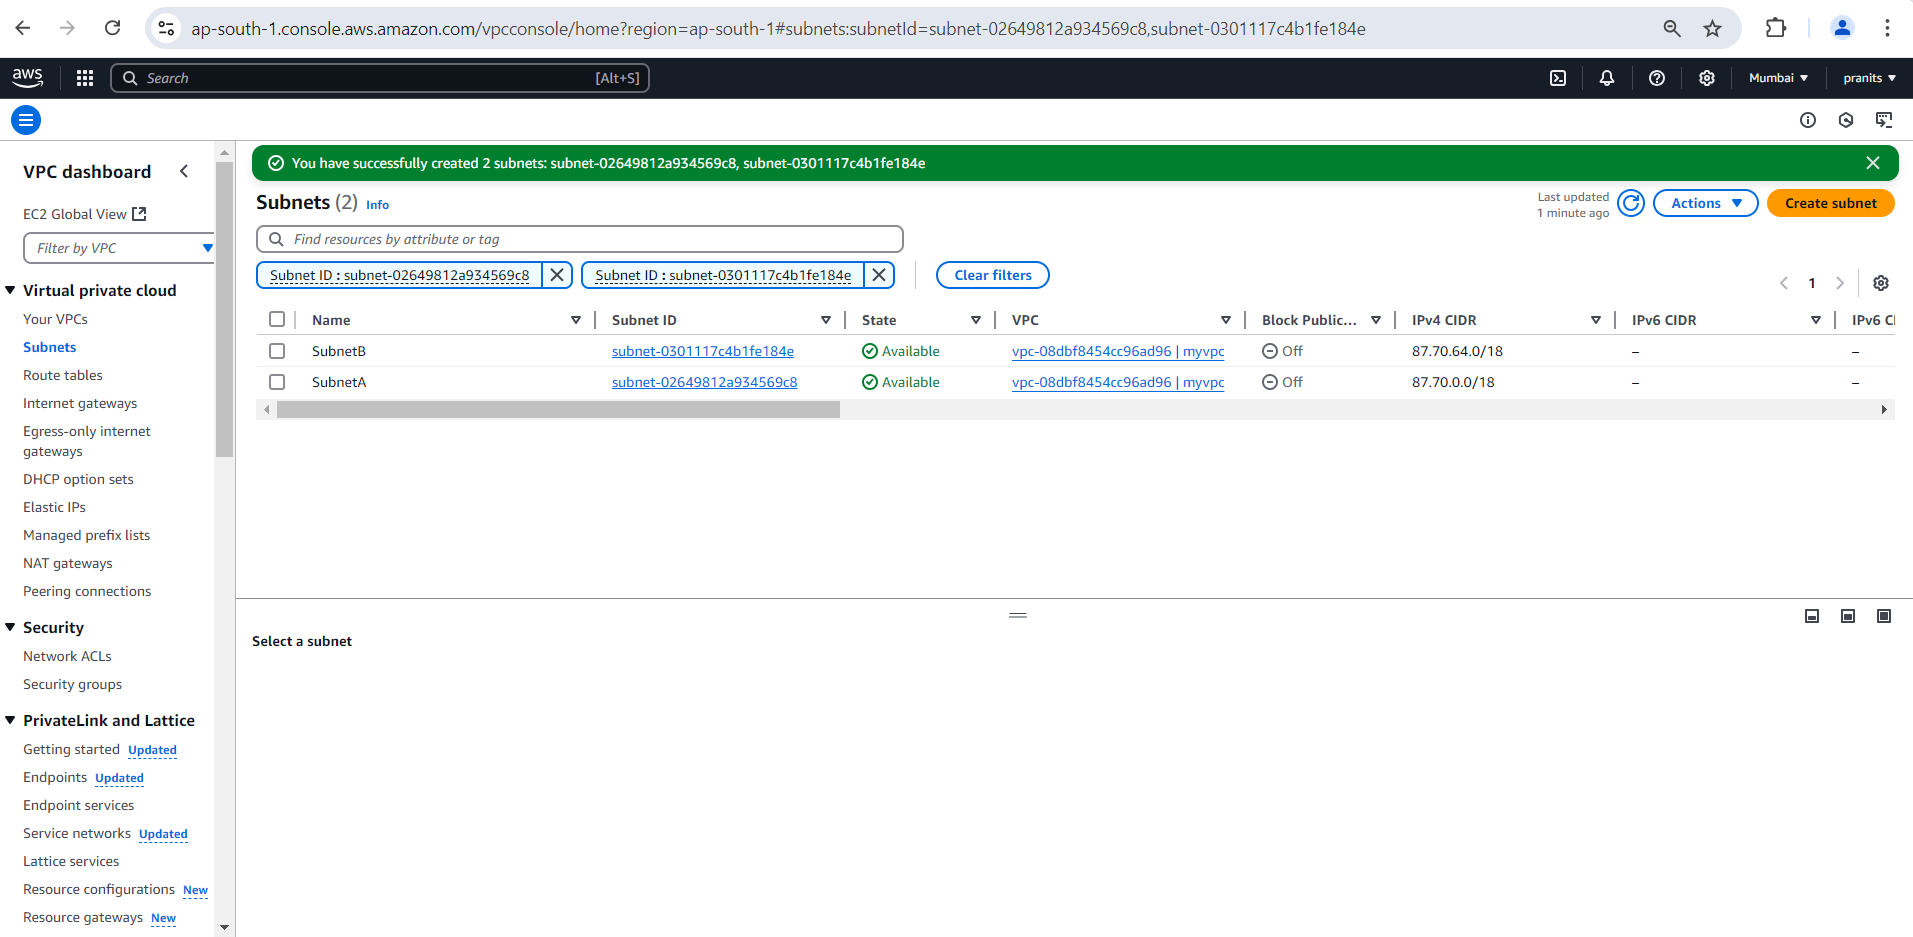 ap-south-1.console.aws.amazon.com/vpcconsole/home?region=ap-south-1#subnets:subnetId=subnet-02649812a934569c8,subnet-0301117c4b1fe184e
aws Search [Alt+S] Mumbai pranits
VPC dashboard
EC2 Global View
Filter by VPC
Virtual private cloud
Your VPCs
Subnets
Route tables
Internet gateways
Egress-only internet
gateways
DHCP option sets
Elastic IPs
Managed prefix lists
NAT gateways
Peering connections
Security
Network ACLs
Security groups
PrivateLink and Lattice
Getting started Updated
Endpoints Updated
Endpoint services
Service networks Updated
Lattice services
Resource configurations New
Resource gateways New
You have successfully created 2 subnets: subnet-02649812a934569c8, subnet-0301117c4b1fe184e
Subnets (2) Info
Last updated
1 minute ago
Actions
Create subnet
Find resources by attribute or tag
Subnet ID : subnet-02649812a934569c8 Subnet ID : subnet-0301117c4b1fe184e Clear filters
1
Name Subnet ID State VPC Block Public... IPv4 CIDR IPv6 CIDR IPv6 CI
SubnetB subnet-0301117c4b1fe184e Available vpc-08dbf8454cc96ad96 | myvpc Off 87.70.64.0/18 – –
SubnetA subnet-02649812a934569c8 Available vpc-08dbf8454cc96ad96 | myvpc Off 87.70.0.0/18 – –
Select a subnet